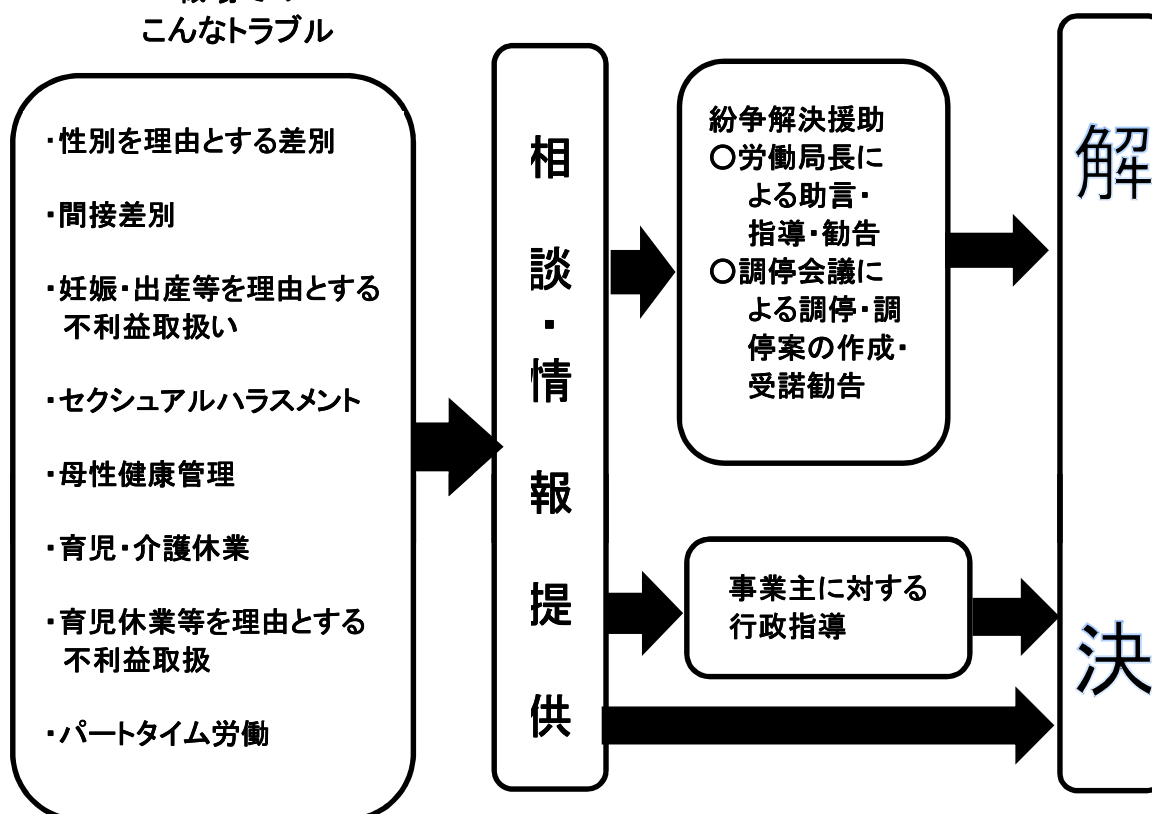 こんなトラブル
・性別を理由とする差別
・間接差別
・妊娠・出産等を理由とする
不利益取扱い
・セクシュアルハラスメント
・母性健康管理
・育児・介護休業
・育児休業等を理由とする
不利益取扱
・パートタイム労働
相談・情報提供
紛争解決援助
〇労働局長に
よる助言・
指導・勧告
〇調停会議に
よる調停・調
停案の作成・
受諾勧告
事業主に対する
行政指導
解決